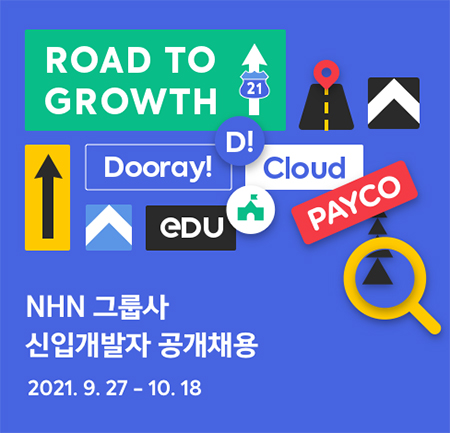 ROAD TO
GROWTH
21
D!
Dooray!
Cloud
eDU
PAYCO
NHN 그룹사
신입개발자 공개채용
2021. 9. 27 – 10. 18